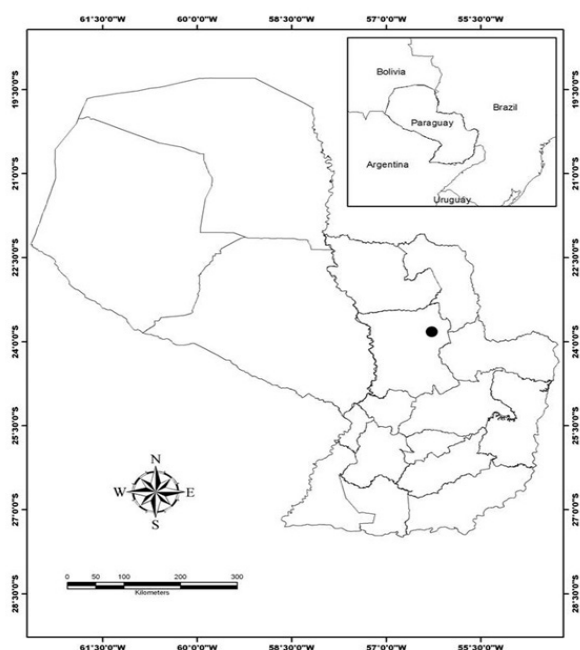 61°30'0"W 60°0'0"W 58°30'0"W 57°0'0"W 55°30'0"W
19°30'0"S
21°0'0"S
22°30'0"S
24°0'0"S
25°30'0"S
27°0'0"S
28°30'0"S
Bolivia
Brazil
Paraguay
Argentina
Uruguay
19°30'0"S
21°0'0"S
22°30'0"S
24°0'0"S
25°30'0"S
27°0'0"S
28°30'0"S
N
W E
S
0 50 100 200 300
Kilometers
61°30'0"W 60°0'0"W 58°30'0"W 57°0'0"W 55°30'0"W